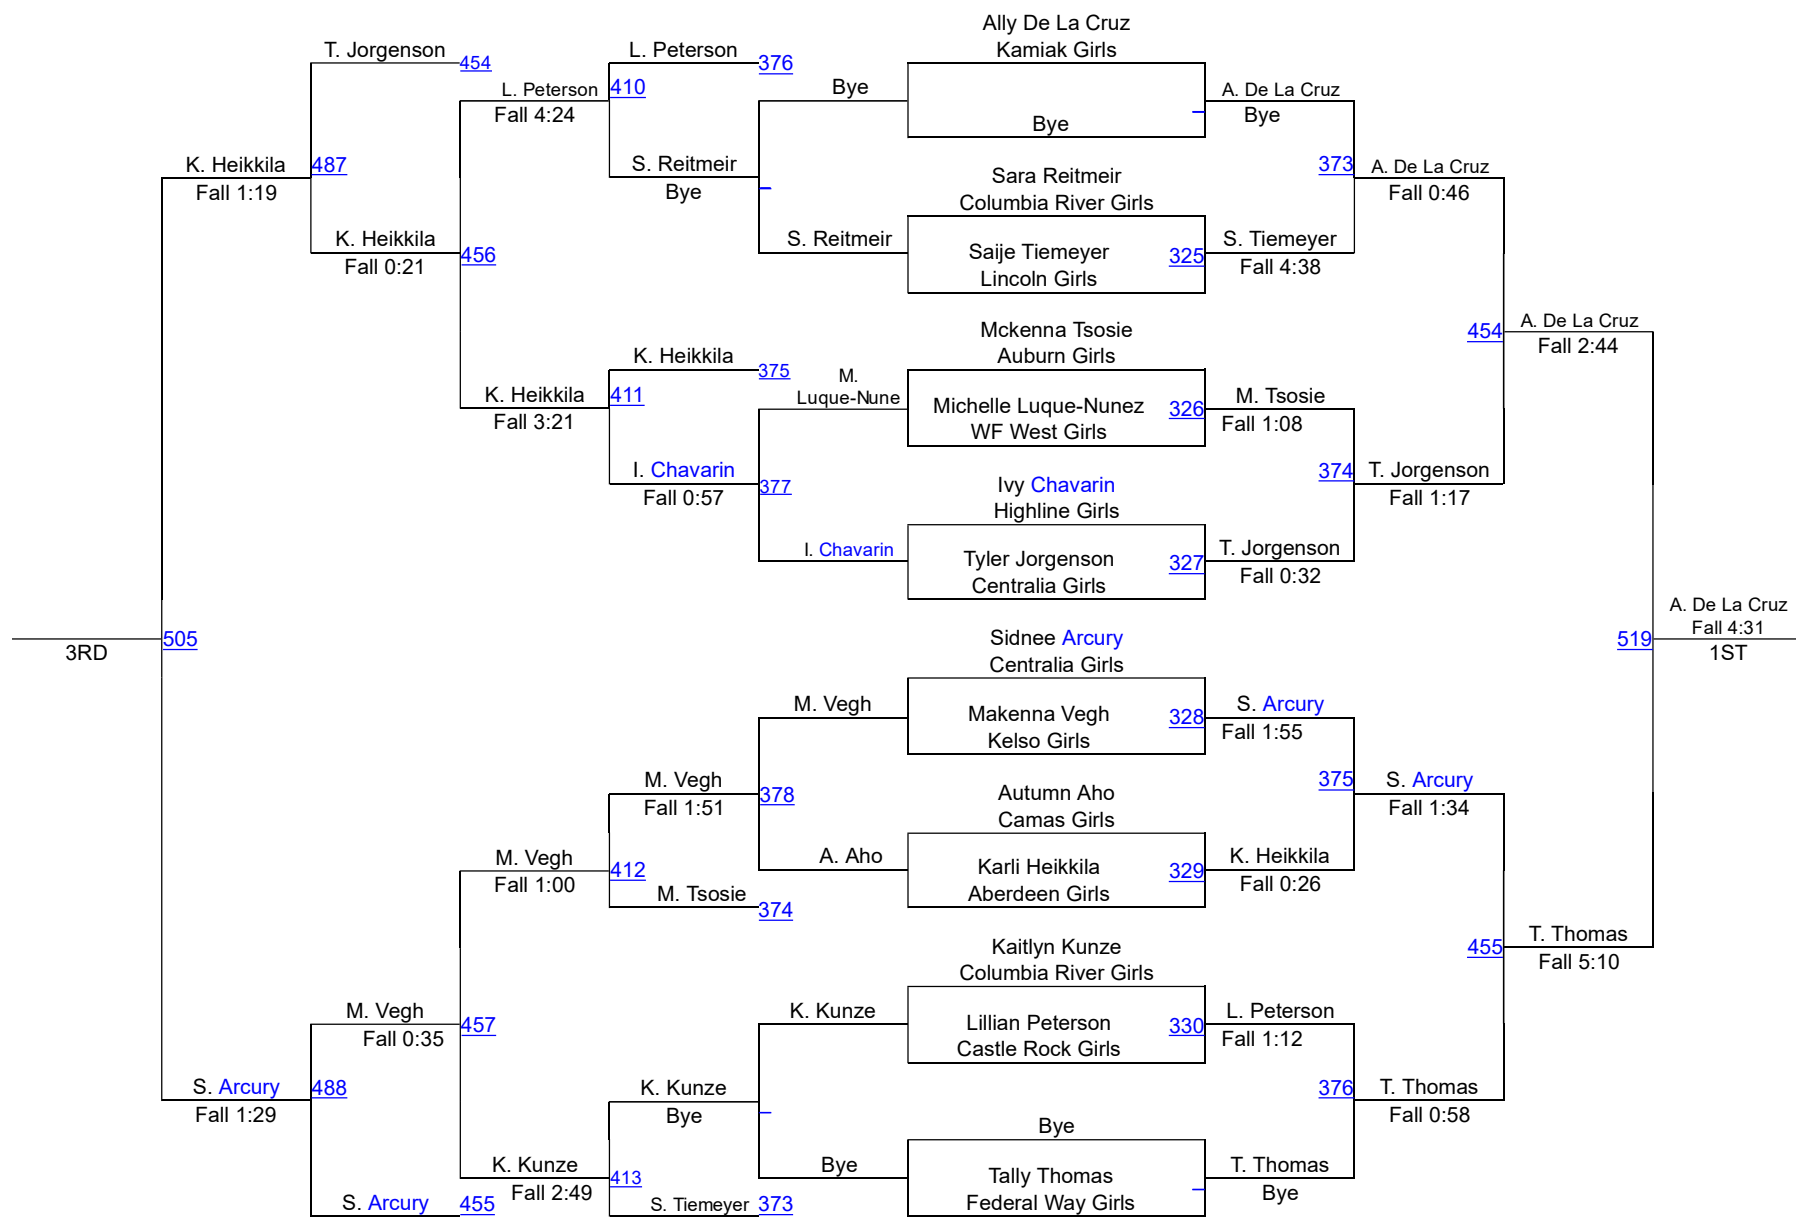 Ally De La Cruz
T. Jorgenson
L. Peterson
Kamiak Girls
454
376
L. Peterson
410
Bye
A. De La Cruz
Fall 4:24
Bye
Bye
K. Heikkila
487
S. Reitmeir
Sara Reitmeir
373
A. De La Cruz
Fall 1:19
Bye
Columbia River Girls
Fall 0:46
K. Heikkila
456
S. Reitmeir
Saije Tiemeyer
325
S. Tiemeyer
Fall 0:21
Lincoln Girls
Fall 4:38
Mckenna Tsosie
454
A. De La Cruz
K. Heikkila
375
Auburn Girls
Fall 2:44
M.
Luque-Nune
K. Heikkila
411
Michelle Luque-Nunez
326
M. Tsosie
Fall 3:21
WF West Girls
Fall 1:08
I. Chavarin
377
Ivy Chavarin
374
T. Jorgenson
Fall 0:57
Highline Girls
Fall 1:17
I. Chavarin
Tyler Jorgenson
327
T. Jorgenson
Centralia Girls
Fall 0:32
505
Sidnee Arcury
519
A. De La Cruz
Fall 4:31
3RD
Centralia Girls
1ST
M. Vegh
Makenna Vegh
328
S. Arcury
Kelso Girls
Fall 1:55
M. Vegh
378
Autumn Aho
375
S. Arcury
Fall 1:51
Camas Girls
Fall 1:34
M. Vegh
412
A. Aho
Karli Heikkila
329
K. Heikkila
Fall 1:00
M. Tsosie
374
Aberdeen Girls
Fall 0:26
Kaitlyn Kunze
455
T. Thomas
Columbia River Girls
Fall 5:10
M. Vegh
457
K. Kunze
Lillian Peterson
330
L. Peterson
Fall 0:35
Castle Rock Girls
Fall 1:12
S. Arcury
488
K. Kunze
376
T. Thomas
Fall 1:29
Bye
Bye
Fall 0:58
K. Kunze
413
Bye
Tally Thomas
T. Thomas
Fall 2:49
Federal Way Girls
Bye
S. Arcury
455
S. Tiemeyer
373